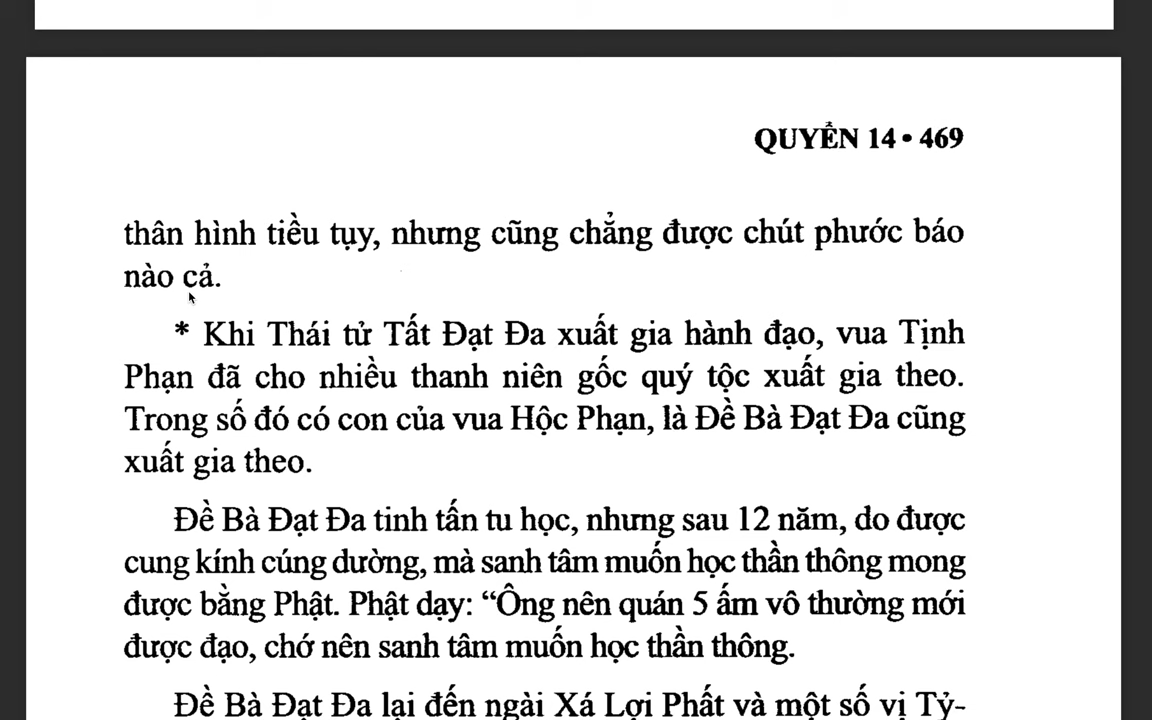 QUYỂN 14 • 469
thân hình tiều tụy, nhưng cũng chẳng được chút phước báo
nào cả.
* Khi Thái tử Tất Đạt Đa xuất gia hành đạo, vua Tịnh
Phạn đã cho nhiều thanh niên gốc quý tộc xuất gia theo.
Trong số đó có con của vua Hộc Phạn, là Đề Bà Đạt Đa cũng
xuất gia theo.
Đề Bà Đạt Đa tinh tấn tu học, nhưng sau 12 năm, do được
cung kính cúng dường, mà sanh tâm muốn học thần thông mong
được bằng Phật. Phật dạy: “Ông nên quán 5 ấm vô thường mới
được đạo, chớ nên sanh tâm muốn học thần thông.
Đề Bà Đạt Đa lại đến ngài Xá Lợi Phất và một số vị Tỷ-